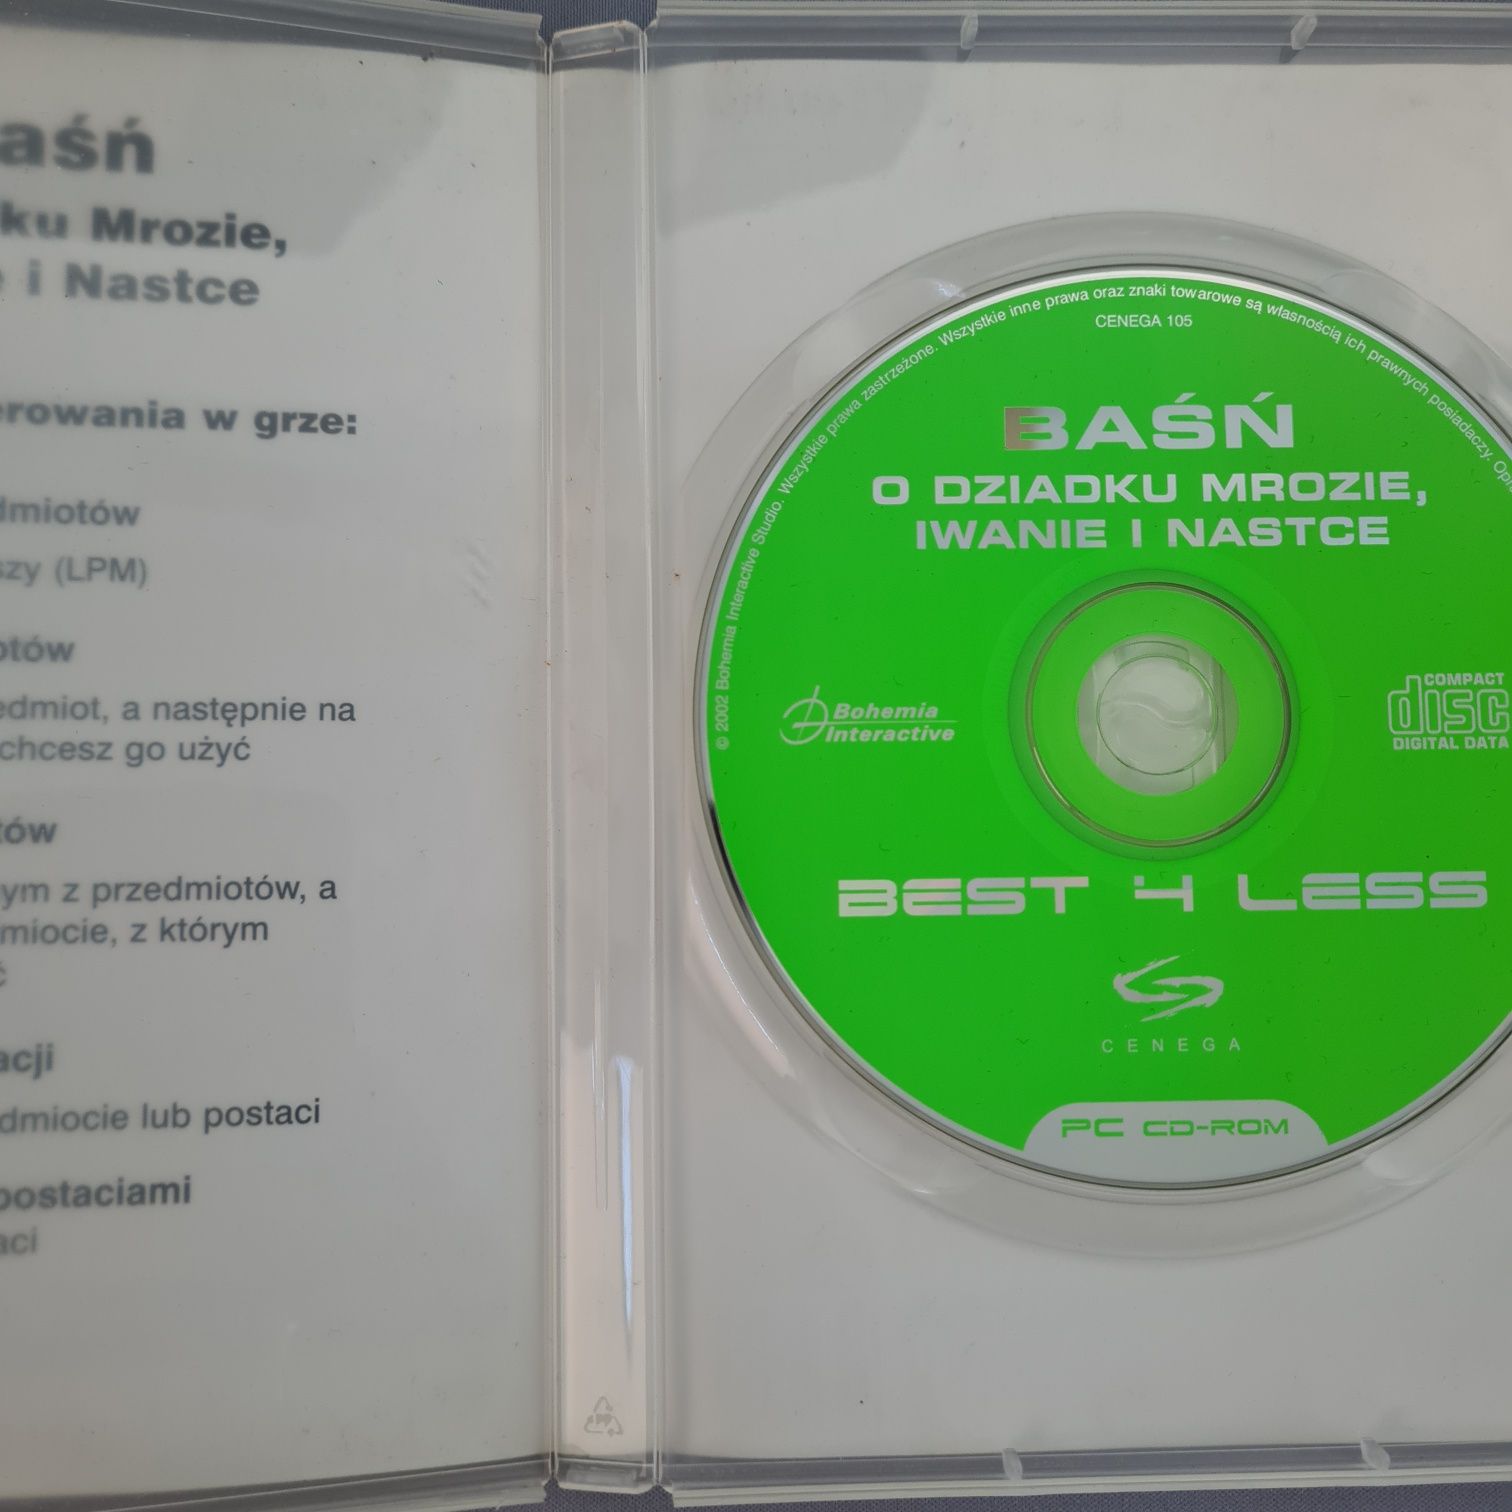 aśń
ku Mrozie,
e i Nastce
erowania w grze:
dmiotów
szy (LPM)
otów
edmiot, a następnie na
chcesz go użyć
tów
ym z przedmiotów, a
miocie, z którym
ć
acji
dmiocie lub postaci
postaciami
aci
© 2002 Bohemia Interactive Studio. Wszystkie prawa zastrzeżone. Wszystkie inne prawa oraz znaki towarowe są własnością ich prawnych posiadaczy. Opr
CENEGA 105
BAŚŃ
O DZIADKU MROZIE,
IWANIE I NASTCE
Bohemia
Interactive
COMPACT
disc
DIGITAL DATA
BEST 4 LESS
CENEGA
PC CD-ROM